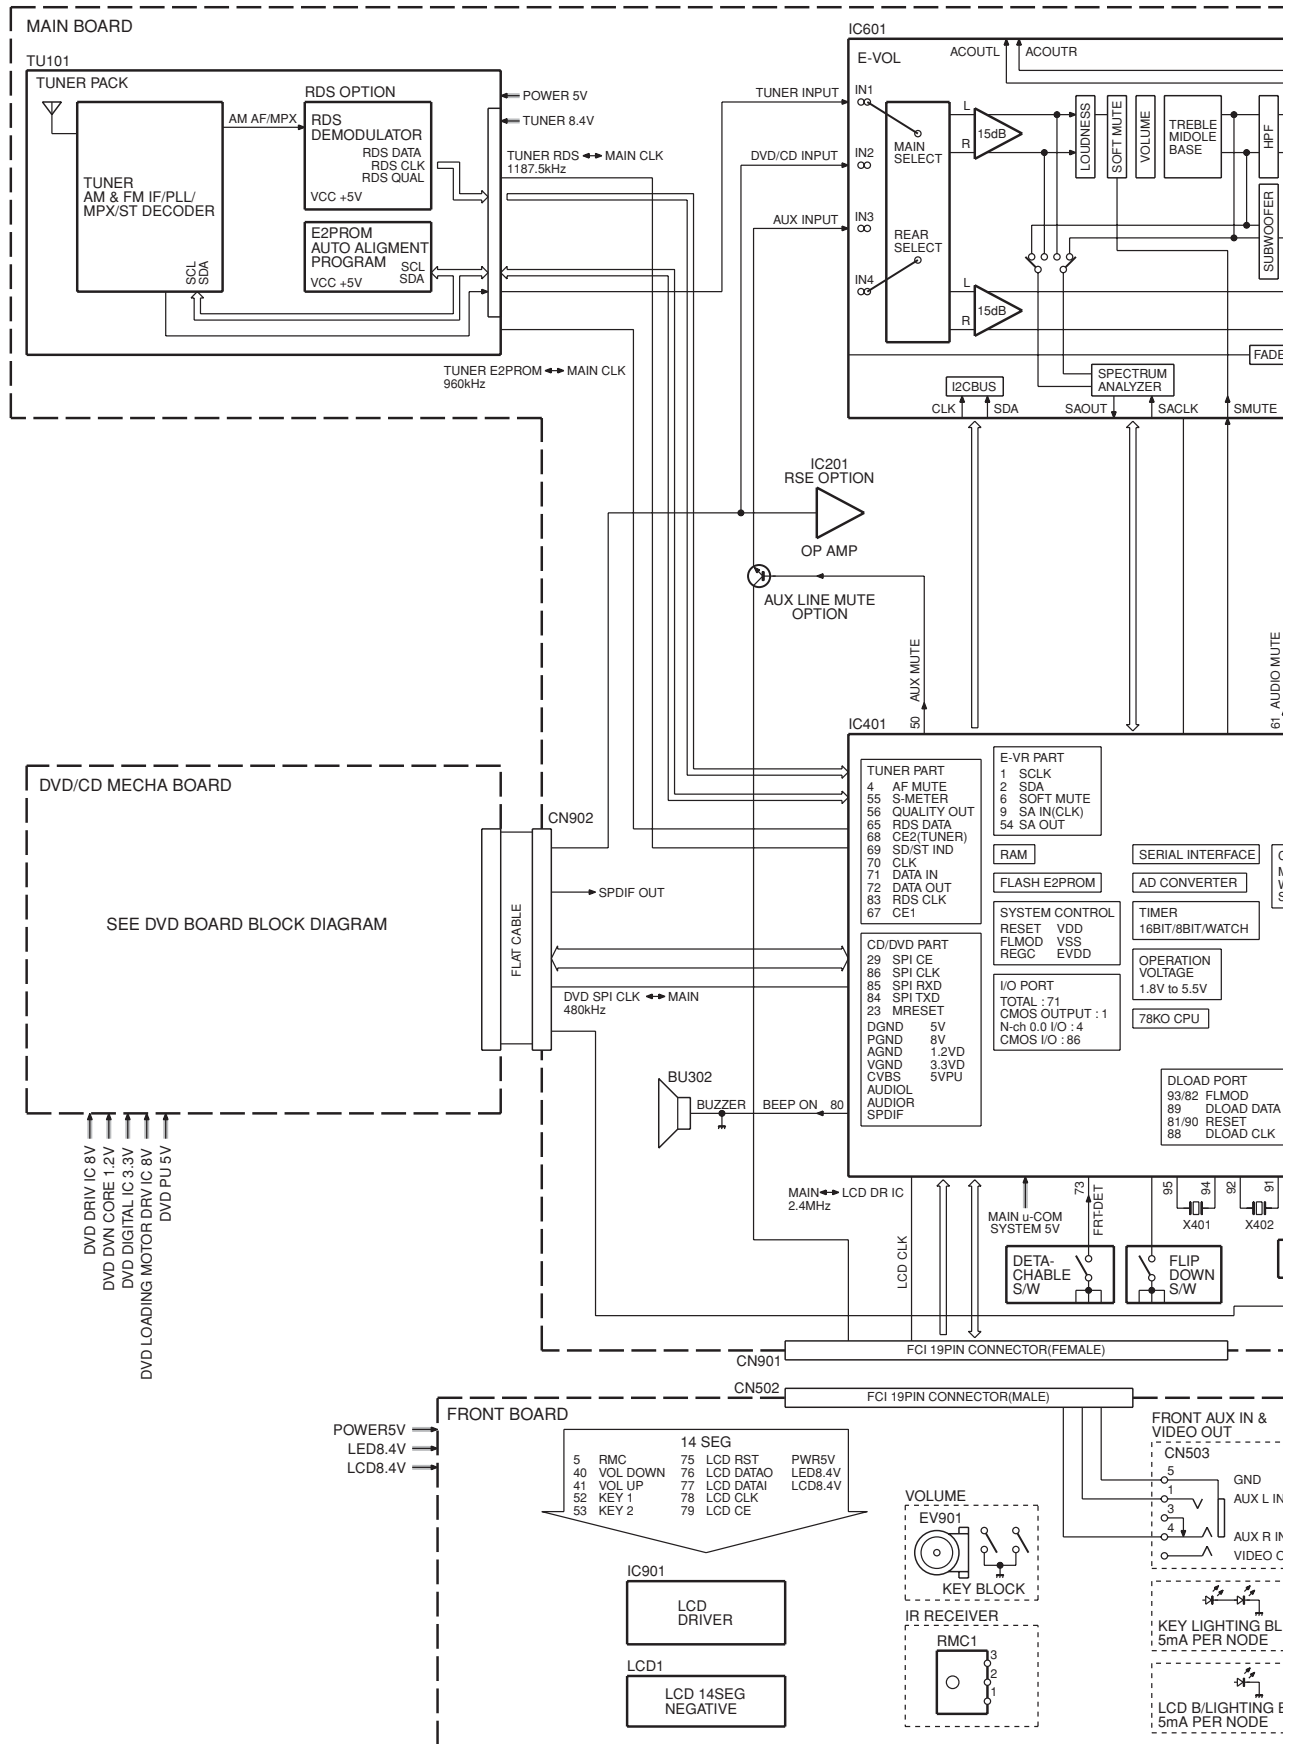 MAIN BOARD
TU101
TUNER PACK
TUNER
AM & FM IF/PLL/
MPX/ST DECODER
SCL
SDA
AM AF/MPX
RDS OPTION
RDS
DEMODULATOR
RDS DATA
RDS CLK
RDS QUAL
VCC +5V
E2PROM
AUTO ALIGMENT
PROGRAM
SCL
SDA
VCC +5V
POWER 5V
TUNER 8.4V
TUNER RDS MAIN CLK
1187.5kHz
TUNER E2PROM MAIN CLK
960kHz
TUNER INPUT
DVD/CD INPUT
AUX INPUT
IC601
E-VOL
ACOUTL
ACOUTR
IN1
IN2
IN3
IN4
MAIN
SELECT
REAR
SELECT
L
R
15dB
L
R
15dB
LOUDNESS
SOFT MUTE
VOLUME
TREBLE
MIDOLE
BASE
HPF
SUBWOOFER
FADE
I2CBUS
SPECTRUM
ANALYZER
CLK
SDA
SAOUT
SACLK
SMUTE
IC201
RSE OPTION
OP AMP
AUX LINE MUTE
OPTION
50
AUX MUTE
61
AUDIO MUTE
IC401
TUNER PART
4 AF MUTE
55 S-METER
56 QUALITY OUT
65 RDS DATA
68 CE2(TUNER)
69 SD/ST IND
70 CLK
71 DATA IN
72 DATA OUT
83 RDS CLK
67 CE1
CD/DVD PART
29 SPI CE
86 SPI CLK
85 SPI RXD
84 SPI TXD
23 MRESET
DGND 5V
PGND 8V
AGND 1.2VD
VGND 3.3VD
CVBS 5VPU
AUDIOL
AUDIOR
SPDIF
E-VR PART
1 SCLK
2 SDA
6 SOFT MUTE
9 SA IN(CLK)
54 SA OUT
RAM
FLASH E2PROM
SYSTEM CONTROL
RESET VDD
FLMOD VSS
REGC EVDD
I/O PORT
TOTAL : 71
CMOS OUTPUT : 1
N-ch 0.0 I/O : 4
CMOS I/O : 86
SERIAL INTERFACE
AD CONVERTER
TIMER
16BIT/8BIT/WATCH
OPERATION
VOLTAGE
1.8V to 5.5V
78KO CPU
DLOAD PORT
93/82 FLMOD
89 DLOAD DATA
81/90 RESET
88 DLOAD CLK
DVD/CD MECHA BOARD
SEE DVD BOARD BLOCK DIAGRAM
CN902
FLAT CABLE
SPDIF OUT
DVD SPI CLK MAIN
480kHz
BU302
BUZZER
BEEP ON
80
DVD DRIV IC 8V
DVD DVN CORE 1.2V
DVD DIGITAL IC 3.3V
DVD LOADING MOTOR DRV IC 8V
DVD PU 5V
MAIN LCD DR IC
2.4MHz
LCD CLK
MAIN u-COM
SYSTEM 5V
73
FRT-DET
95
94
X401
92
91
X402
DETA-
CHABLE
S/W
FLIP
DOWN
S/W
CN901
FCI 19PIN CONNECTOR(FEMALE)
CN502
FCI 19PIN CONNECTOR(MALE)
FRONT BOARD
POWER5V
LED8.4V
LCD8.4V
14 SEG
5 RMC 75 LCD RST PWR5V
40 VOL DOWN 76 LCD DATAO LED8.4V
41 VOL UP 77 LCD DATAI LCD8.4V
52 KEY 1 78 LCD CLK
53 KEY 2 79 LCD CE
IC901
LCD
DRIVER
LCD1
LCD 14SEG
NEGATIVE
VOLUME
EV901
KEY BLOCK
IR RECEIVER
RMC1
3
2
1
FRONT AUX IN &
VIDEO OUT
CN503
5
GND
1
AUX L IN
3
4
AUX R IN
VIDEO
KEY LIGHTING BL
5mA PER NODE
LCD B/LIGHTING
5mA PER NODE